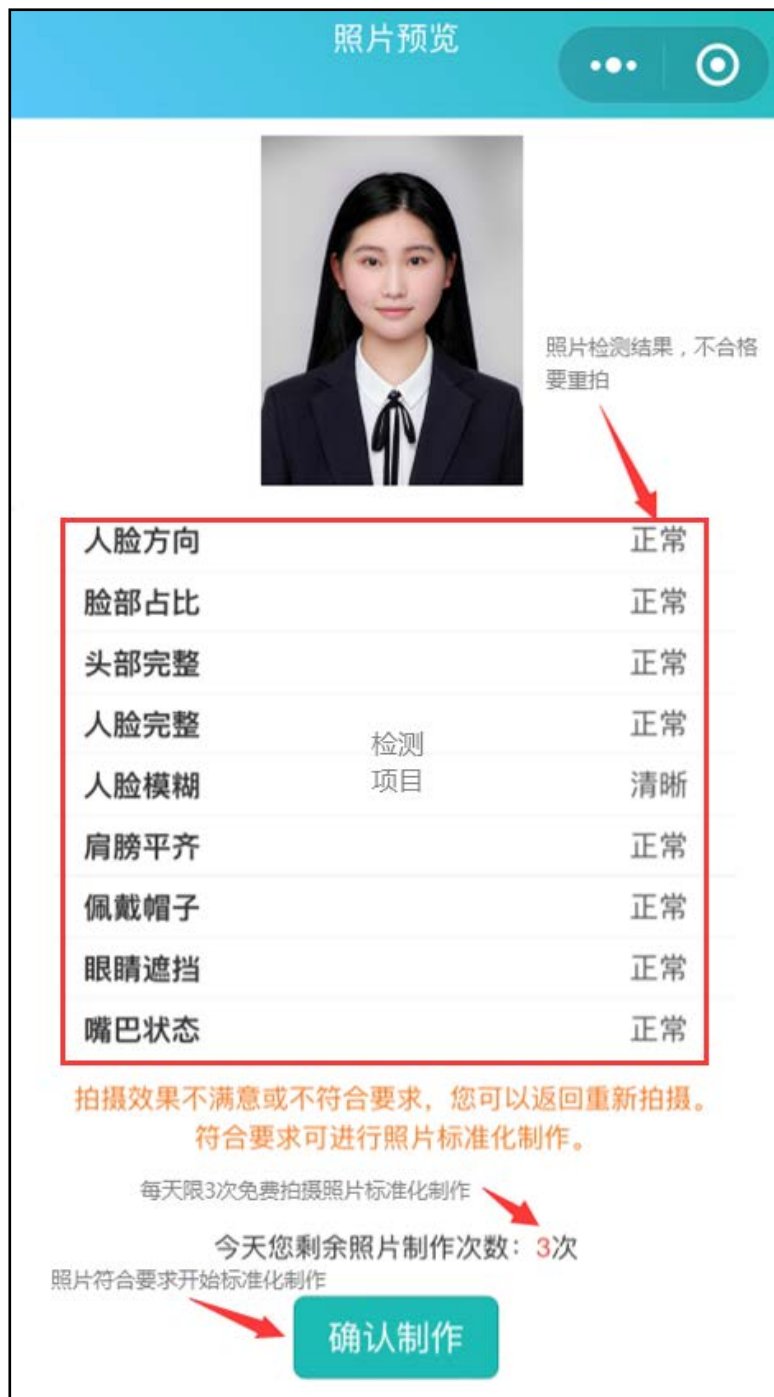 照片预览
照片检测结果，不合格
要重拍
人脸方向 正常
脸部占比 正常
头部完整 正常
人脸完整 正常
检测
项目
人脸模糊 清晰
肩膀平齐 正常
佩戴帽子 正常
眼睛遮挡 正常
嘴巴状态 正常
拍摄效果不满意或不符合要求，您可以返回重新拍摄。
符合要求可进行照片标准化制作。
每天限3次免费拍摄照片标准化制作
今天您剩余照片制作次数：3次
照片符合要求开始标准化制作
确认制作